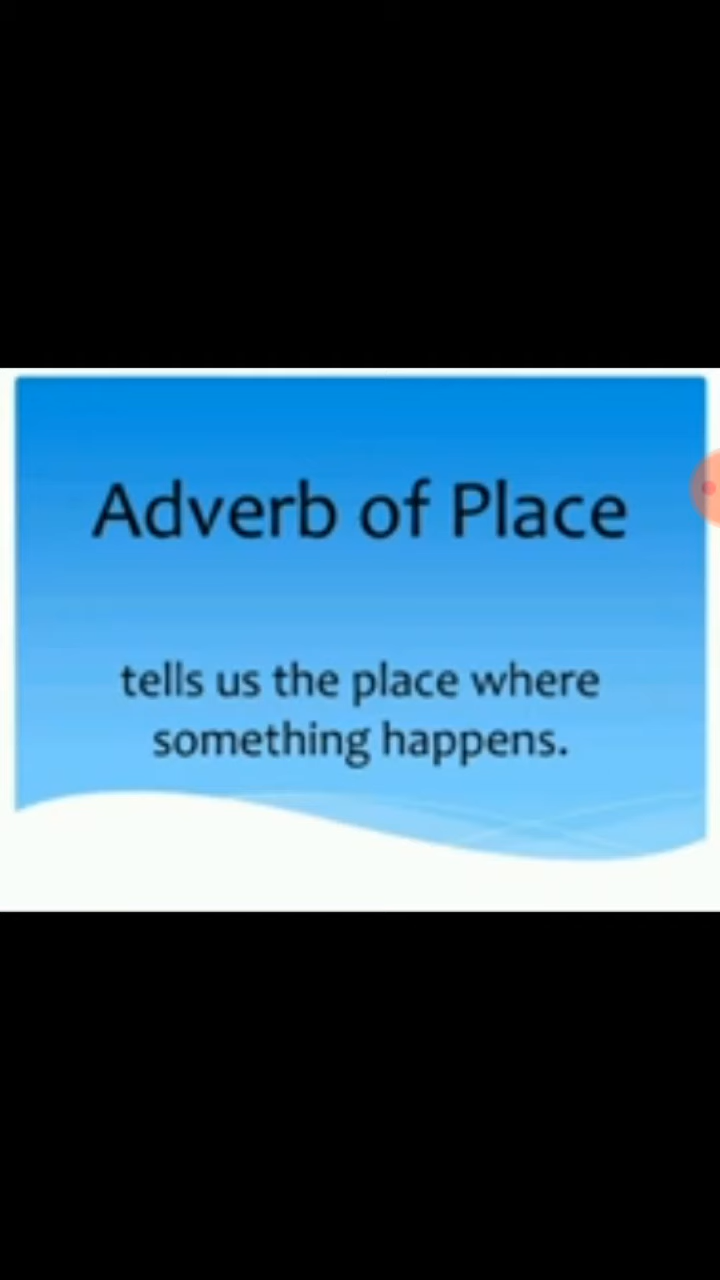 Adverb of Place
tells us the place where
something happens.